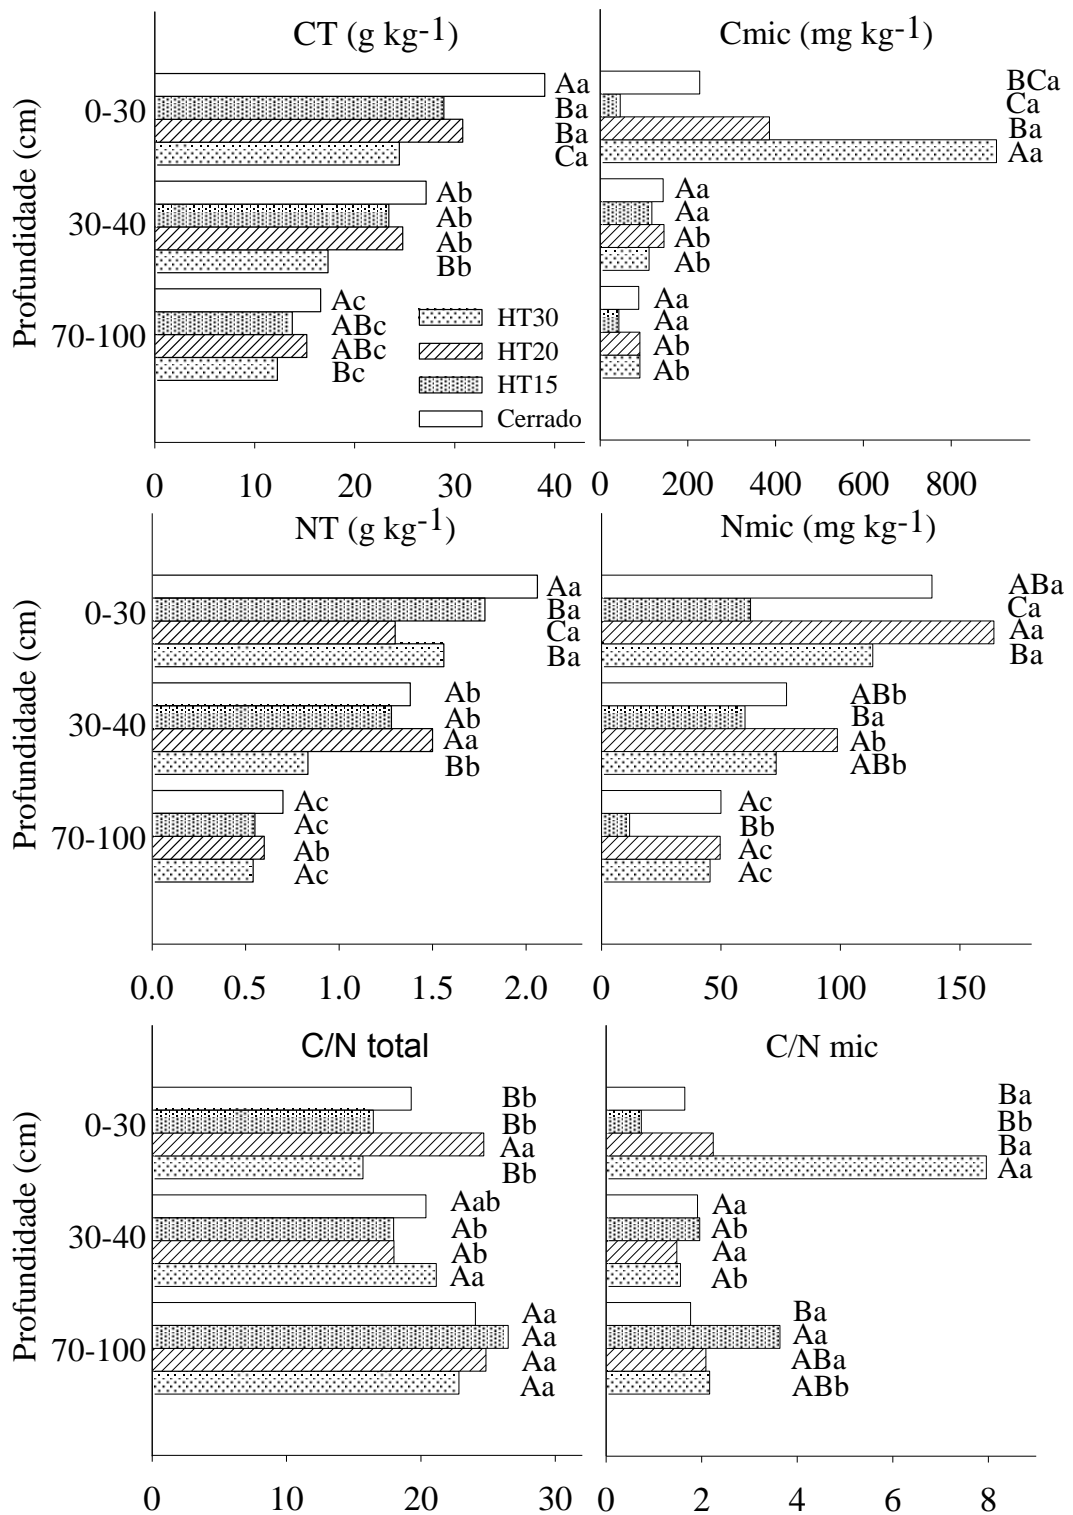 CT (g kg-1)
Profundidade (cm)
0-30
Aa
Ba
Ba
Ca
30-40
Ab
Ab
Ab
Bb
70-100
Ac
ABc
ABc
Bc
HT30
HT20
HT15
Cerrado
0 10 20 30 40
Cmic (mg kg-1)
BCa
Ca
Ba
Aa
Aa
Aa
Ab
Ab
Aa
Aa
Ab
Ab
0 200 400 600 800
NT (g kg-1)
Profundidade (cm)
0-30
Aa
Ba
Ca
Ba
30-40
Ab
Ab
Aa
Bb
70-100
Ac
Ac
Ab
Ac
0.0 0.5 1.0 1.5 2.0
Nmic (mg kg-1)
ABa
Ca
Aa
Ba
ABb
Ba
Ab
ABb
Ac
Bb
Ac
Ac
0 50 100 150
C/N total
Profundidade (cm)
0-30
Bb
Bb
Aa
Bb
30-40
Aab
Ab
Ab
Aa
70-100
Aa
Aa
Aa
Aa
0 10 20 30
C/N mic
Ba
Bb
Ba
Aa
Aa
Ab
Aa
Ab
Ba
Aa
ABa
ABb
0 2 4 6 8